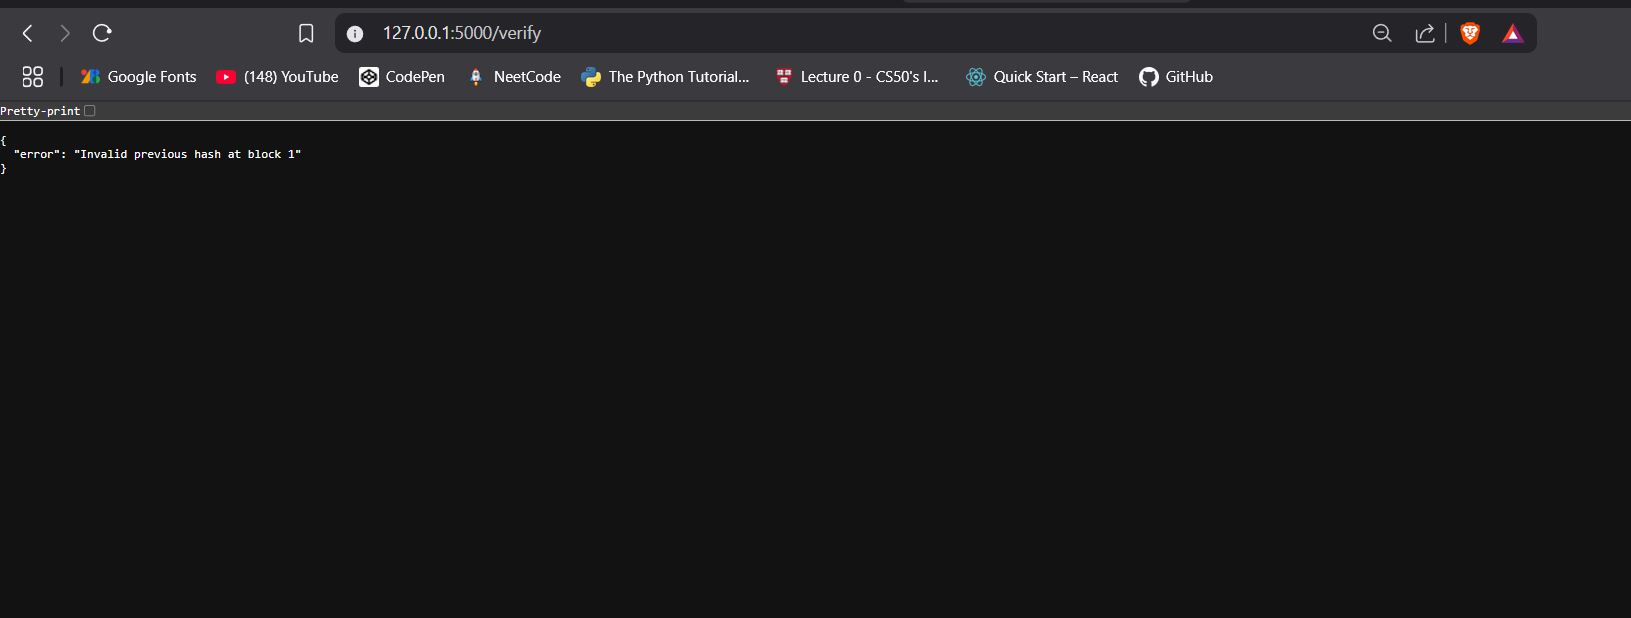 127.0.0.1:5000/verify
Google Fonts (148) YouTube CodePen NeetCode The Python Tutorial... Lecture 0 - CS50's I... Quick Start – React GitHub
Pretty-print
{
"error": "Invalid previous hash at block 1"
}